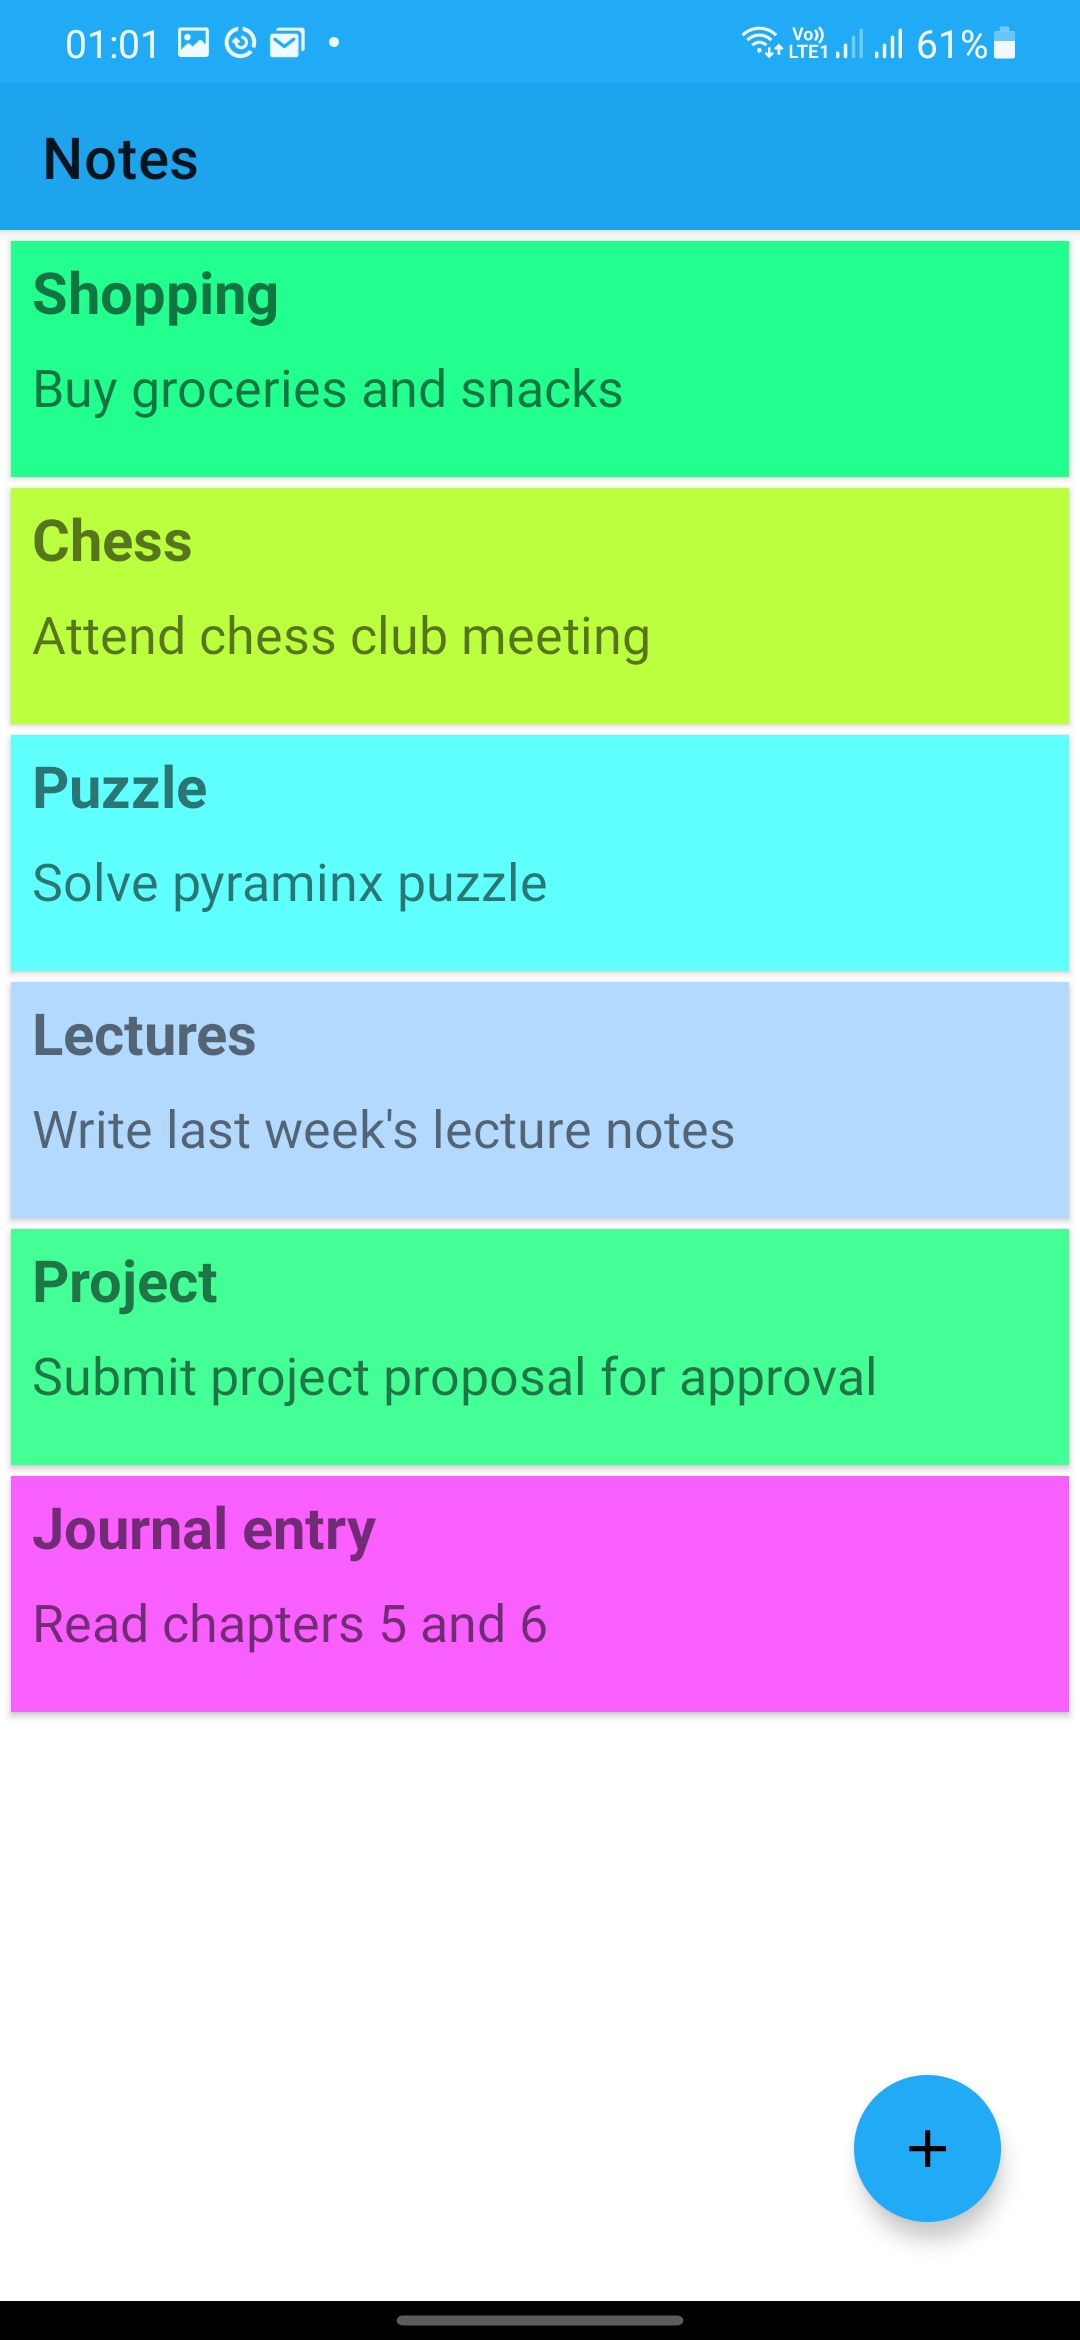 01:01 Vo)) LTE1 61%
Notes
Shopping
Buy groceries and snacks
Chess
Attend chess club meeting
Puzzle
Solve pyraminx puzzle
Lectures
Write last week's lecture notes
Project
Submit project proposal for approval
Journal entry
Read chapters 5 and 6
+